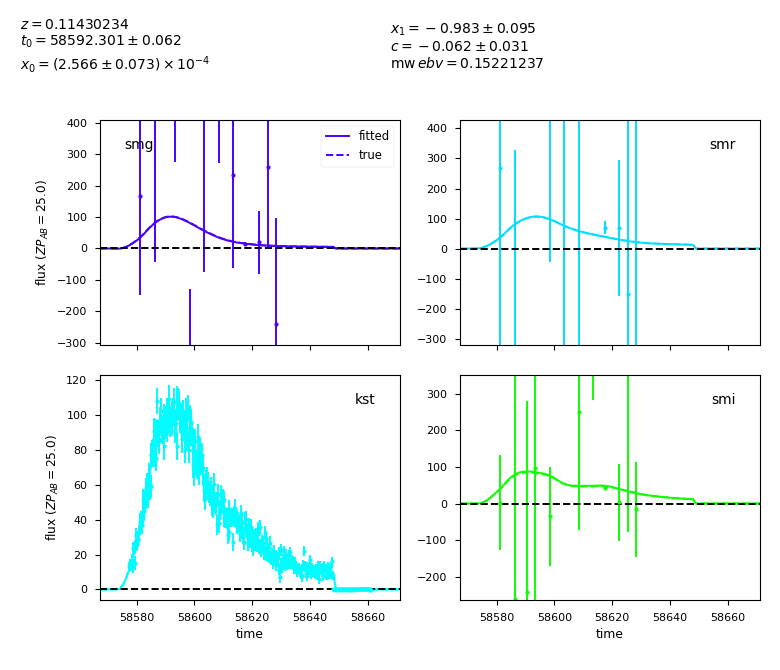 z = 0.11430234
t₀ = 58592.301 ± 0.062
x₀ = (2.566 ± 0.073) × 10⁻⁴
x₁ = −0.983 ± 0.095
c = −0.062 ± 0.031
mw ebv = 0.15221237
smg
fitted
true
400
300
200
100
0
−100
−200
−300
flux (ZP_AB = 25.0)
smr
400
300
200
100
0
−100
−200
−300
kst
120
100
80
60
40
20
0
flux (ZP_AB = 25.0)
58580 58600 58620 58640 58660
time
smi
300
200
100
0
−100
−200
58580 58600 58620 58640 58660
time